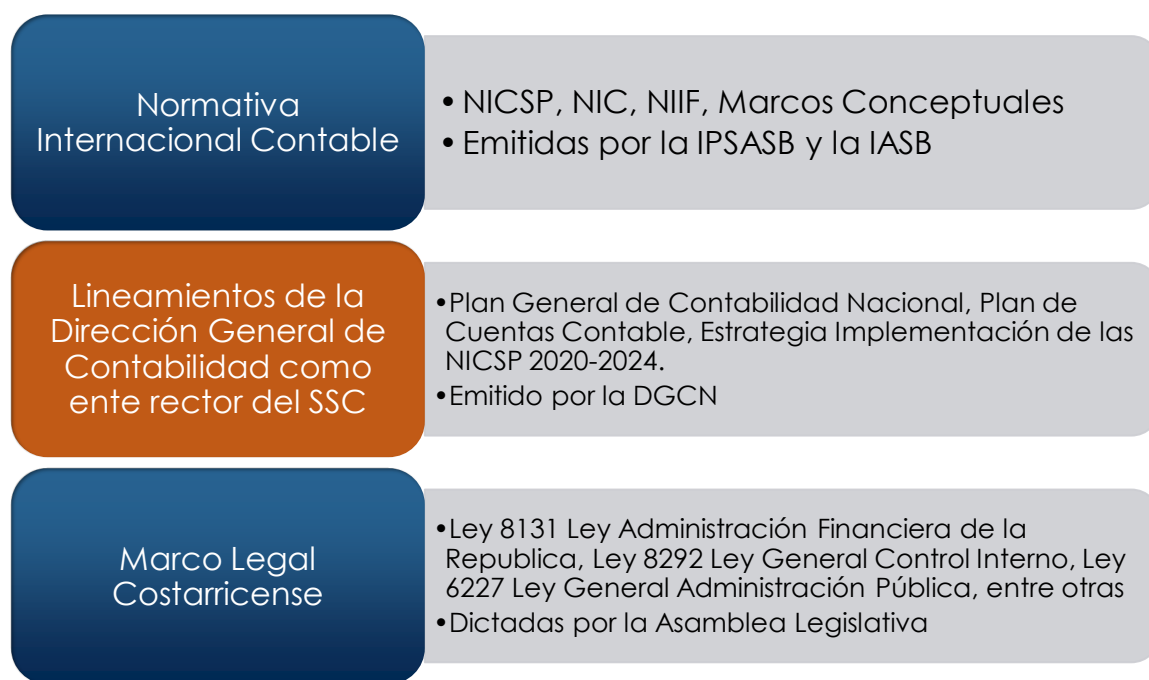 Normativa
Internacional Contable
•NICSP, NIC, NIIF, Marcos Conceptuales
•Emitidas por la IPSASB y la IASB
Lineamientos de la
Dirección General de
Contabilidad como
ente rector del SSC
•Plan General de Contabilidad Nacional, Plan de
Cuentas Contable, Estrategia Implementación de las
NICSP 2020-2024.
•Emitido por la DGCN
Marco Legal
Costarricense
•Ley 8131 Ley Administración Financiera de la
Republica, Ley 8292 Ley General Control Interno, Ley
6227 Ley General Administración Pública, entre otras
•Dictadas por la Asamblea Legislativa